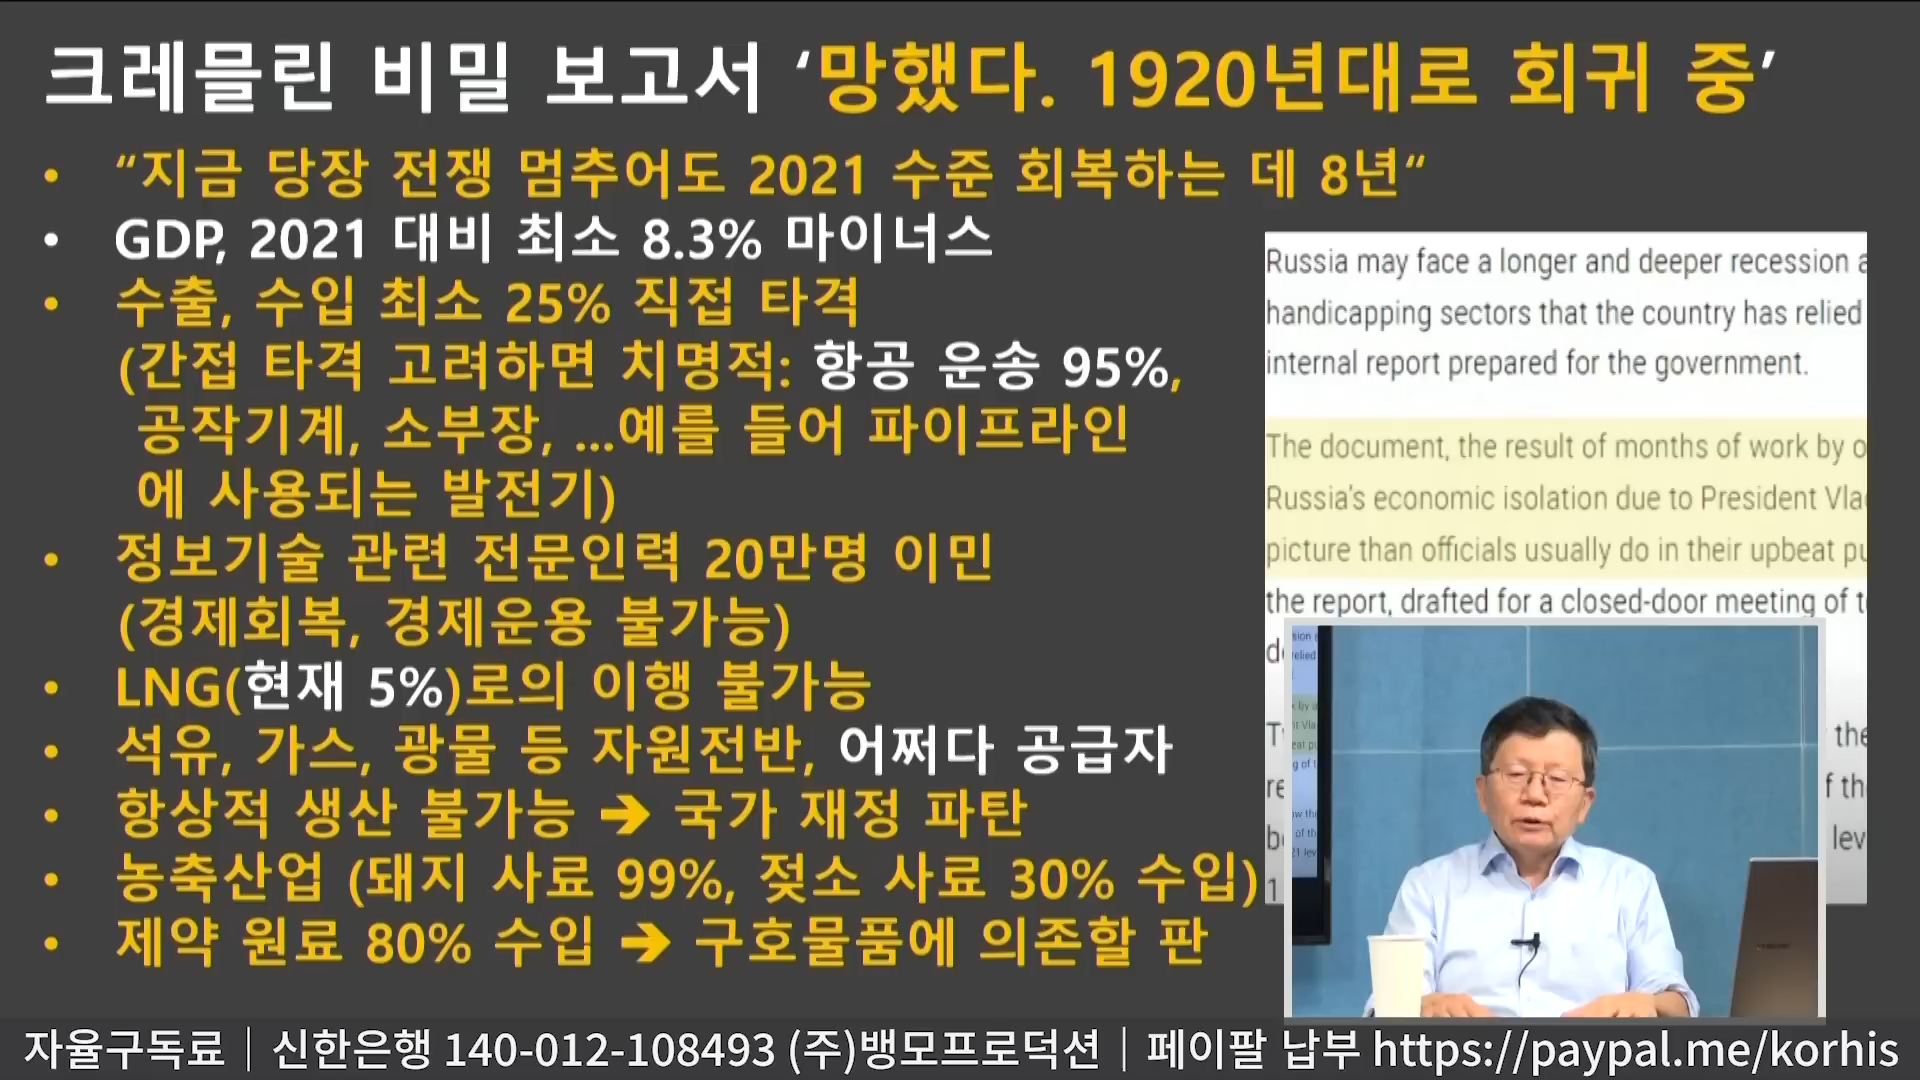 크레믈린 비밀 보고서 ‘망했다. 1920년대로 회귀 중’
• “지금 당장 전쟁 멈추어도 2021 수준 회복하는 데 8년“
• GDP, 2021 대비 최소 8.3% 마이너스
• 수출, 수입 최소 25% 직접 타격
(간접 타격 고려하면 치명적: 항공 운송 95%,
공작기계, 소부장, ...예를 들어 파이프라인
에 사용되는 발전기)
• 정보기술 관련 전문인력 20만명 이민
(경제회복, 경제운용 불가능)
• LNG(현재 5%)로의 이행 불가능
• 석유, 가스, 광물 등 자원전반, 어쩌다 공급자
• 항상적 생산 불가능 ➔ 국가 재정 파탄
• 농축산업 (돼지 사료 99%, 젖소 사료 30% 수입)
• 제약 원료 80% 수입 ➔ 구호물품에 의존할 판
Russia may face a longer and deeper recession
handicapping sectors that the country has relied
internal report prepared for the government.
The document, the result of months of work by
Russia's economic isolation due to President
picture than officials usually do in their upbeat
the report, drafted for a closed-door meeting of
자율구독료｜신한은행 140-012-108493 (주)뱅모프로덕션｜페이팔 납부 https://paypal.me/korhis